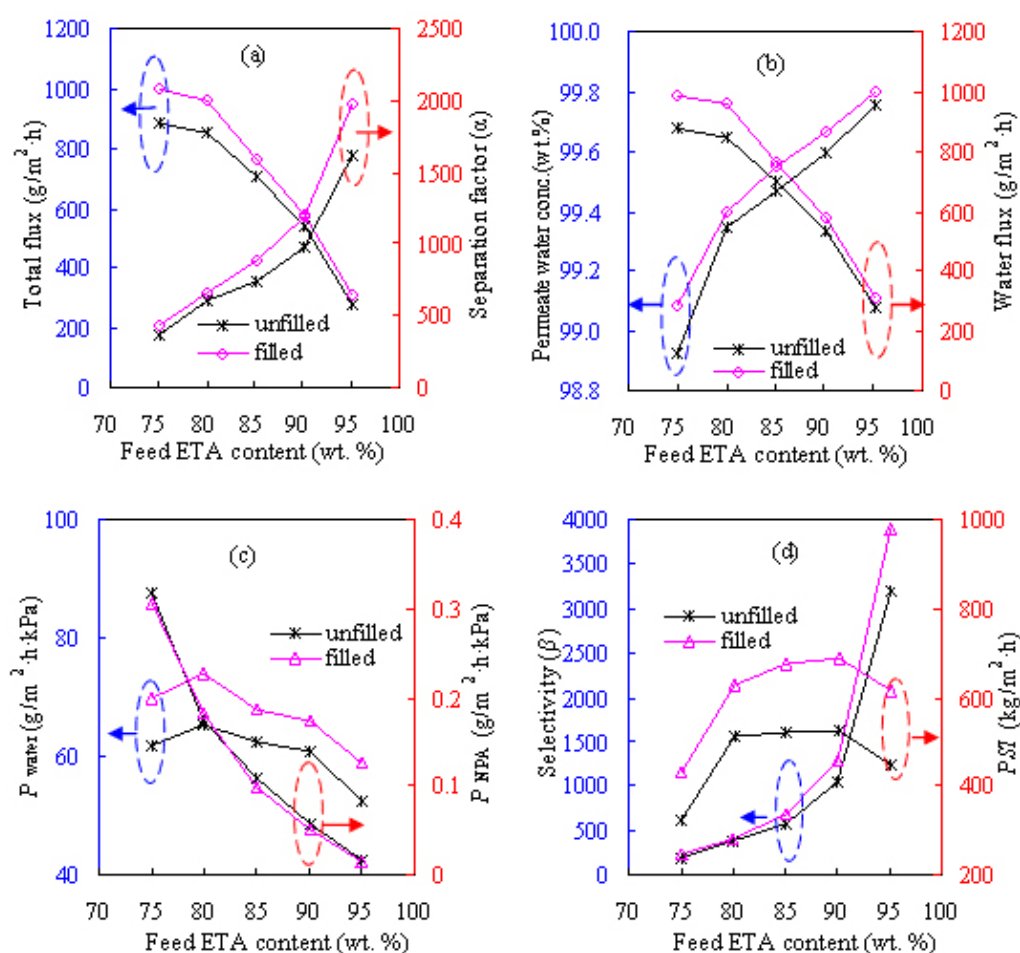 (a)
1200
1000
800
600
400
200
0
2500
2000
1500
1000
500
0
Total flux (g/m²·h)
Separation factor (α)
unfilled
filled
70 75 80 85 90 95 100
Feed ETA content (wt. %)
(b)
100.0
99.8
99.6
99.4
99.2
99.0
98.8
1200
1000
800
600
400
200
0
Permeate water conc.(wt.%)
Water flux (g/m²·h)
unfilled
filled
70 75 80 85 90 95 100
Feed ETA content (wt. %)
(c)
100
80
60
40
0.4
0.3
0.2
0.1
0
P water (g/m²·h·kPa)
P NPA (g/m²·h·kPa)
unfilled
filled
70 75 80 85 90 95 100
Feed ETA content (wt. %)
(d)
4000
3500
3000
2500
2000
1500
1000
500
0
1000
800
600
400
200
Selectivity (β)
PSI (kg/m²·h)
unfilled
filled
70 75 80 85 90 95 100
Feed ETA content (wt. %)